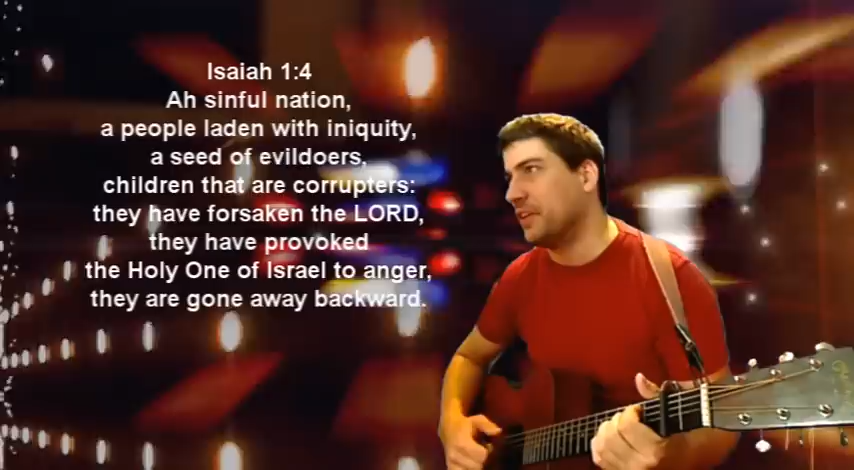 Isaiah 1:4
Ah sinful nation,
a people laden with iniquity,
a seed of evildoers,
children that are corrupters:
they have forsaken the LORD,
they have provoked
the Holy One of Israel to anger,
they are gone away backward.